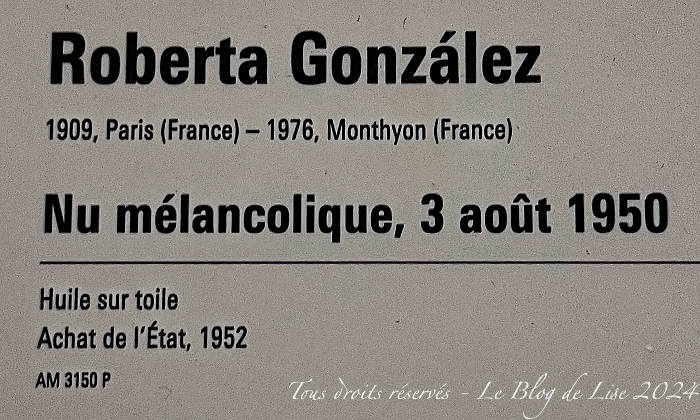 Roberta González
1909, Paris (France) – 1976, Monthyon (France)
Nu mélancolique, 3 août 1950
Huile sur toile
Achat de l'État, 1952
AM 3150 P
Tous droits réservés - Le Blog de Lise 2024